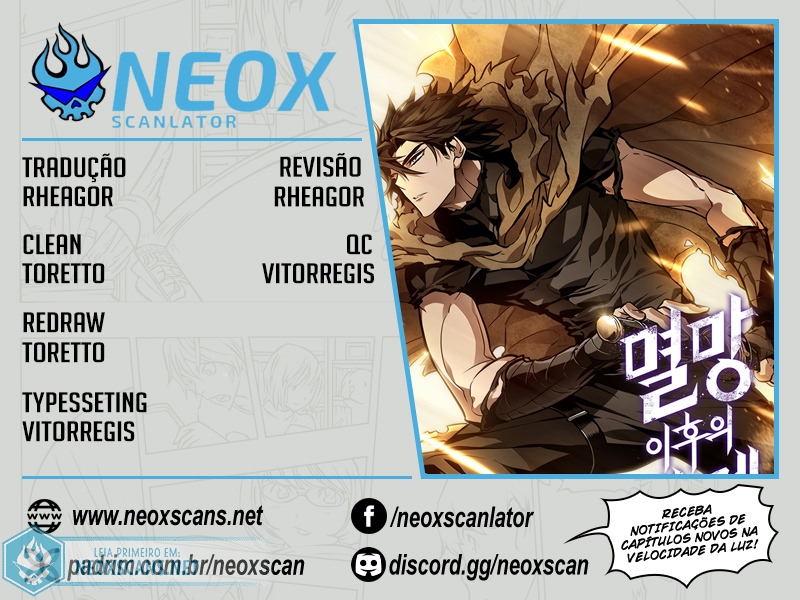 NEOX
SCANLATOR
TRADUÇÃO
RHEAGOR
REVISÃO
RHEAGOR
CLEAN
TORETTO
QC
VITORREGIS
REDRAW
TORETTO
TYPESSETING
VITORREGIS
멸망
이후의
www.neoxscans.net
/neoxscanlator
padrim.com.br/neoxscan
discord.gg/neoxscan
LEIA PRIMEIRO EM:
NEOXSCANS.NET
RECEBA
NOTIFICAÇÕES DE
CAPÍTULOS NOVOS NA
VELOCIDADE DA LUZ!